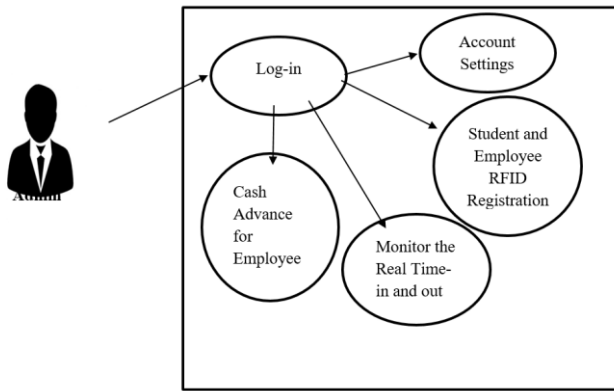 Log-in
Account
Settings
Student and
Employee
RFID
Registration
Admin
Cash
Advance
for
Employee
Monitor the
Real Time-
in and out